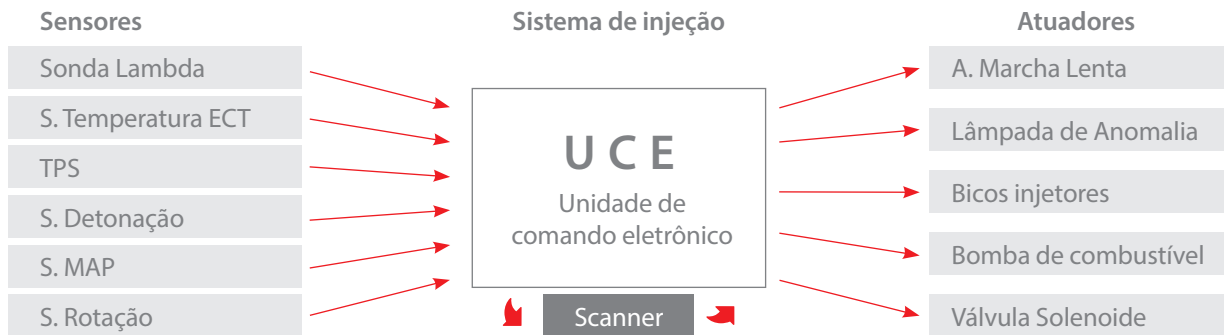 Sensores
Sonda Lambda
S. Temperatura ECT
TPS
S. Detonação
S. MAP
S. Rotação
Sistema de injeção
U C E
Unidade de
comando eletrônico
Scanner
Atuadores
A. Marcha Lenta
Lâmpada de Anomalia
Bicos injetores
Bomba de combustível
Válvula Solenoide